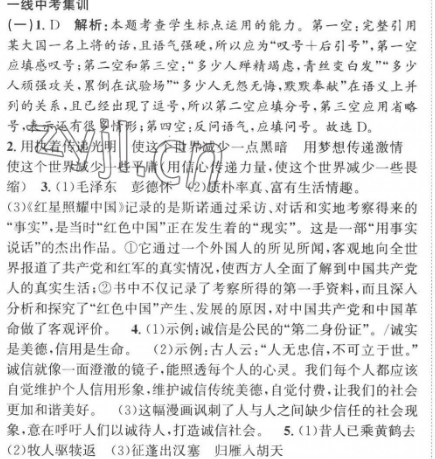 一线中考集训
(一)1. D 解析:本题考查学生标点运用的能力。第一空:完整引用
某大国一名上将的话,且语气强硬,所以应为“叹号＋后引号”,第一空
应填感叹号;第二空和第三空:“多少人殚精竭虑,青丝变白发”“多少
人顽强攻关,累倒在试验场”“多少人无怨无悔,默默奉献”在语义上并
列的关系,且已经出现了逗号,所以第二空应填分号,第三空应用省略
号,表示还有很多情形;第四空:反问语气,应填问号。故选 D。
2. 用执着传递光明 使这个世界减少一点黑暗 用梦想传递激情
使这个世界减少一些平庸(用信心传递力量,使这个世界减少一些畏
缩) 3. (1)毛泽东 彭德怀 (2)质朴率真、富有生活情趣。
(3)《红星照耀中国》记录的是斯诺通过采访、对话和实地考察得来的
“事实”,是当时“红色中国”正在发生着的“现实”。这是一部“用事实
说话”的杰出作品。①它通过一个外国人的所见所闻,客观地向全世
界报道了共产党和红军的真实情况,使西方人全面了解到中国共产党
人的真实生活;②书中不仅记录了考察所得的第一手资料,而且深入
分析和探究了“红色中国”产生、发展的原因,对中国共产党和中国革
命做了客观评价。 4. (1)示例:诚信是公民的“第二身份证”。/诚实
是美德,信用是生命。 (2)示例:古人云:“人无忠信,不可立于世。”
诚信就像一面澄澈的镜子,能照透每个人的心灵。我们每个人都应该
自觉维护个人信用形象,维护诚信传统美德,自觉付费,让我们的社会
更加和谐美好。 (3)这幅漫画讽刺了人与人之间缺少信任的社会现
象,意在呼吁人们以诚待人,打造诚信社会。 5. (1)昔人已乘黄鹤去
(2)牧人驱犊返 (3)征蓬出汉塞 归雁入胡天
zyjl.cn